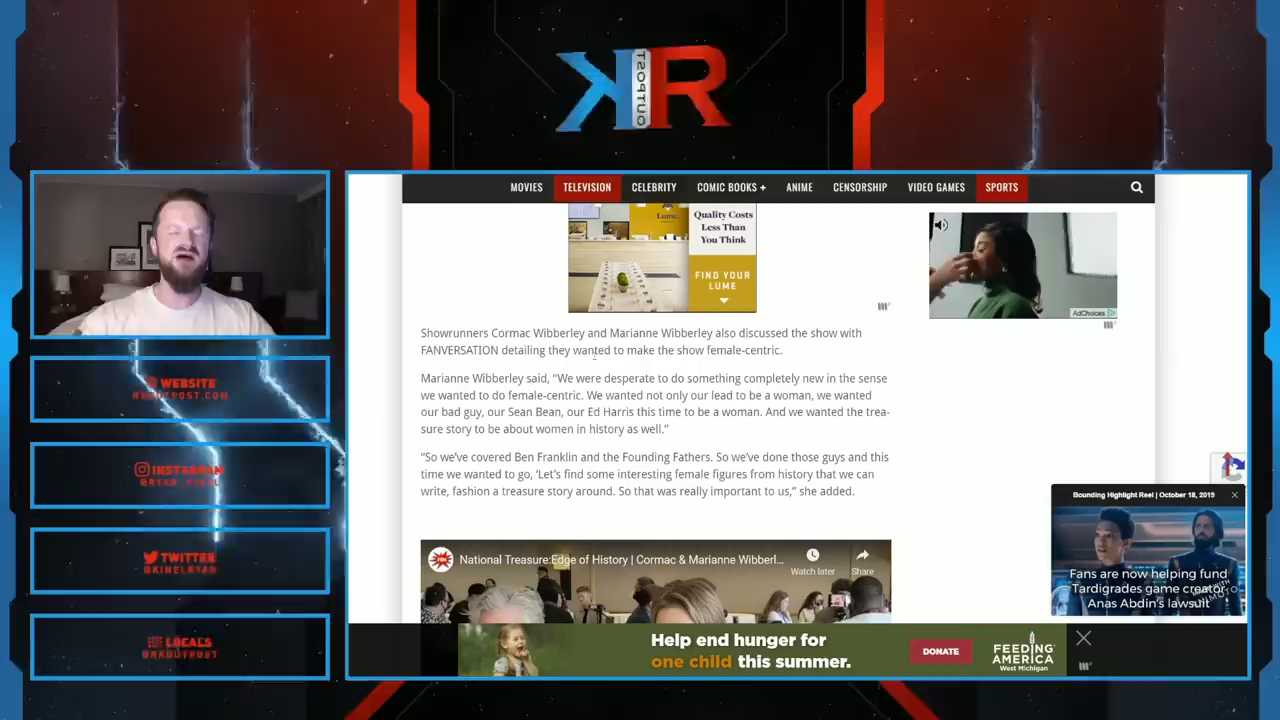 K
OUTPOST
R
WEBSITE
INSTAGRAM
TWITTER
LOCALS
MOVIES
TELEVISION
CELEBRITY
COMIC BOOKS +
ANIME
CENSORSHIP
VIDEO GAMES
SPORTS
Lume.
Quality Costs
Less Than
You Think
FIND YOUR
LUME
AdChoices
Showrunners Cormac Wibberley and Marianne Wibberley also discussed the show with
FANVERSATION detailing they wanted to make the show female-centric.
Marianne Wibberley said, “We were desperate to do something completely new in the sense
we wanted to do female-centric. We wanted not only our lead to be a woman, we wanted
our bad guy, our Sean Bean, our Ed Harris this time to be a woman. And we wanted the trea-
sure story to be about women in history as well.”
“So we’ve covered Ben Franklin and the Founding Fathers. So we’ve done those guys and this
time we wanted to go, ‘Let’s find some interesting female figures from history that we can
write, fashion a treasure story around. So that was really important to us,” she added.
National Treasure:Edge of History | Cormac & Marianne Wibberl...
Watch later
Share
Bounding Highlight Reel | October 18, 2019
Fans are now helping fund
Tardigrades game creator
Anas Abdin's lawsuit
Help end hunger for
one child this summer.
DONATE
FEEDING
AMERICA
West Michigan